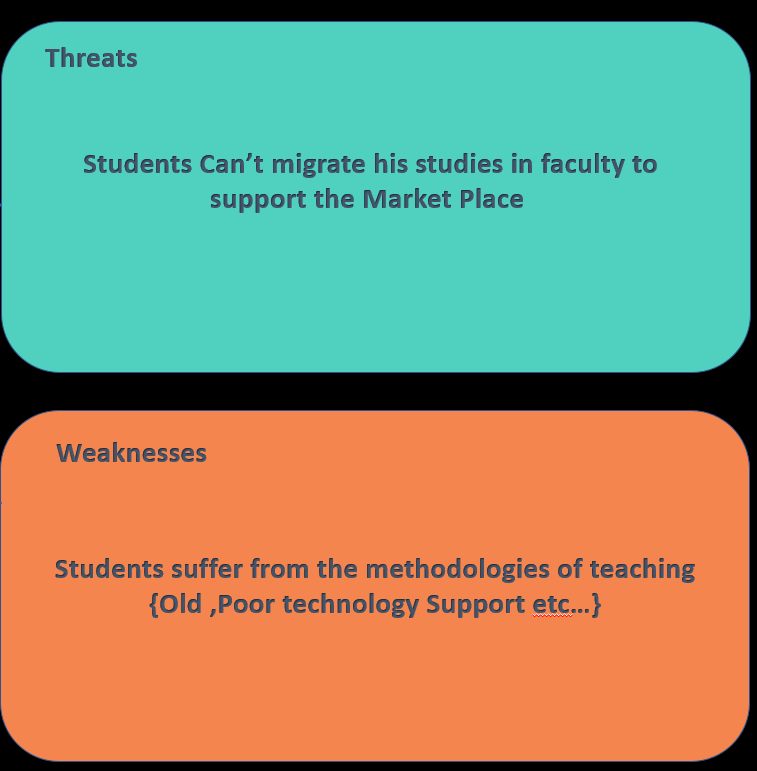 Threats
Students Can’t migrate his studies in faculty to
support the Market Place
Weaknesses
Students suffer from the methodologies of teaching
{Old ,Poor technology Support etc…}